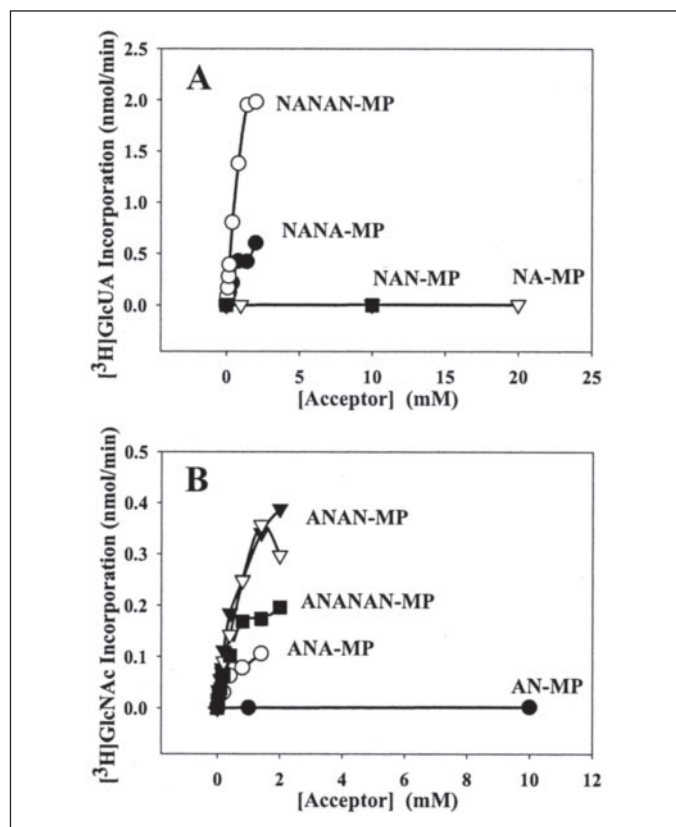 A
[³H]GlcUA Incorporation (nmol/min)
2.5
2.0
1.5
1.0
0.5
0.0
NANAN-MP
NANA-MP
NAN-MP
NA-MP
0 5 10 15 20 25
[Acceptor] (mM)
B
[³H]GlcNAc Incorporation (nmol/min)
0.5
0.4
0.3
0.2
0.1
0.0
ANAN-MP
ANANAN-MP
ANA-MP
AN-MP
0 2 4 6 8 10 12
[Acceptor] (mM)